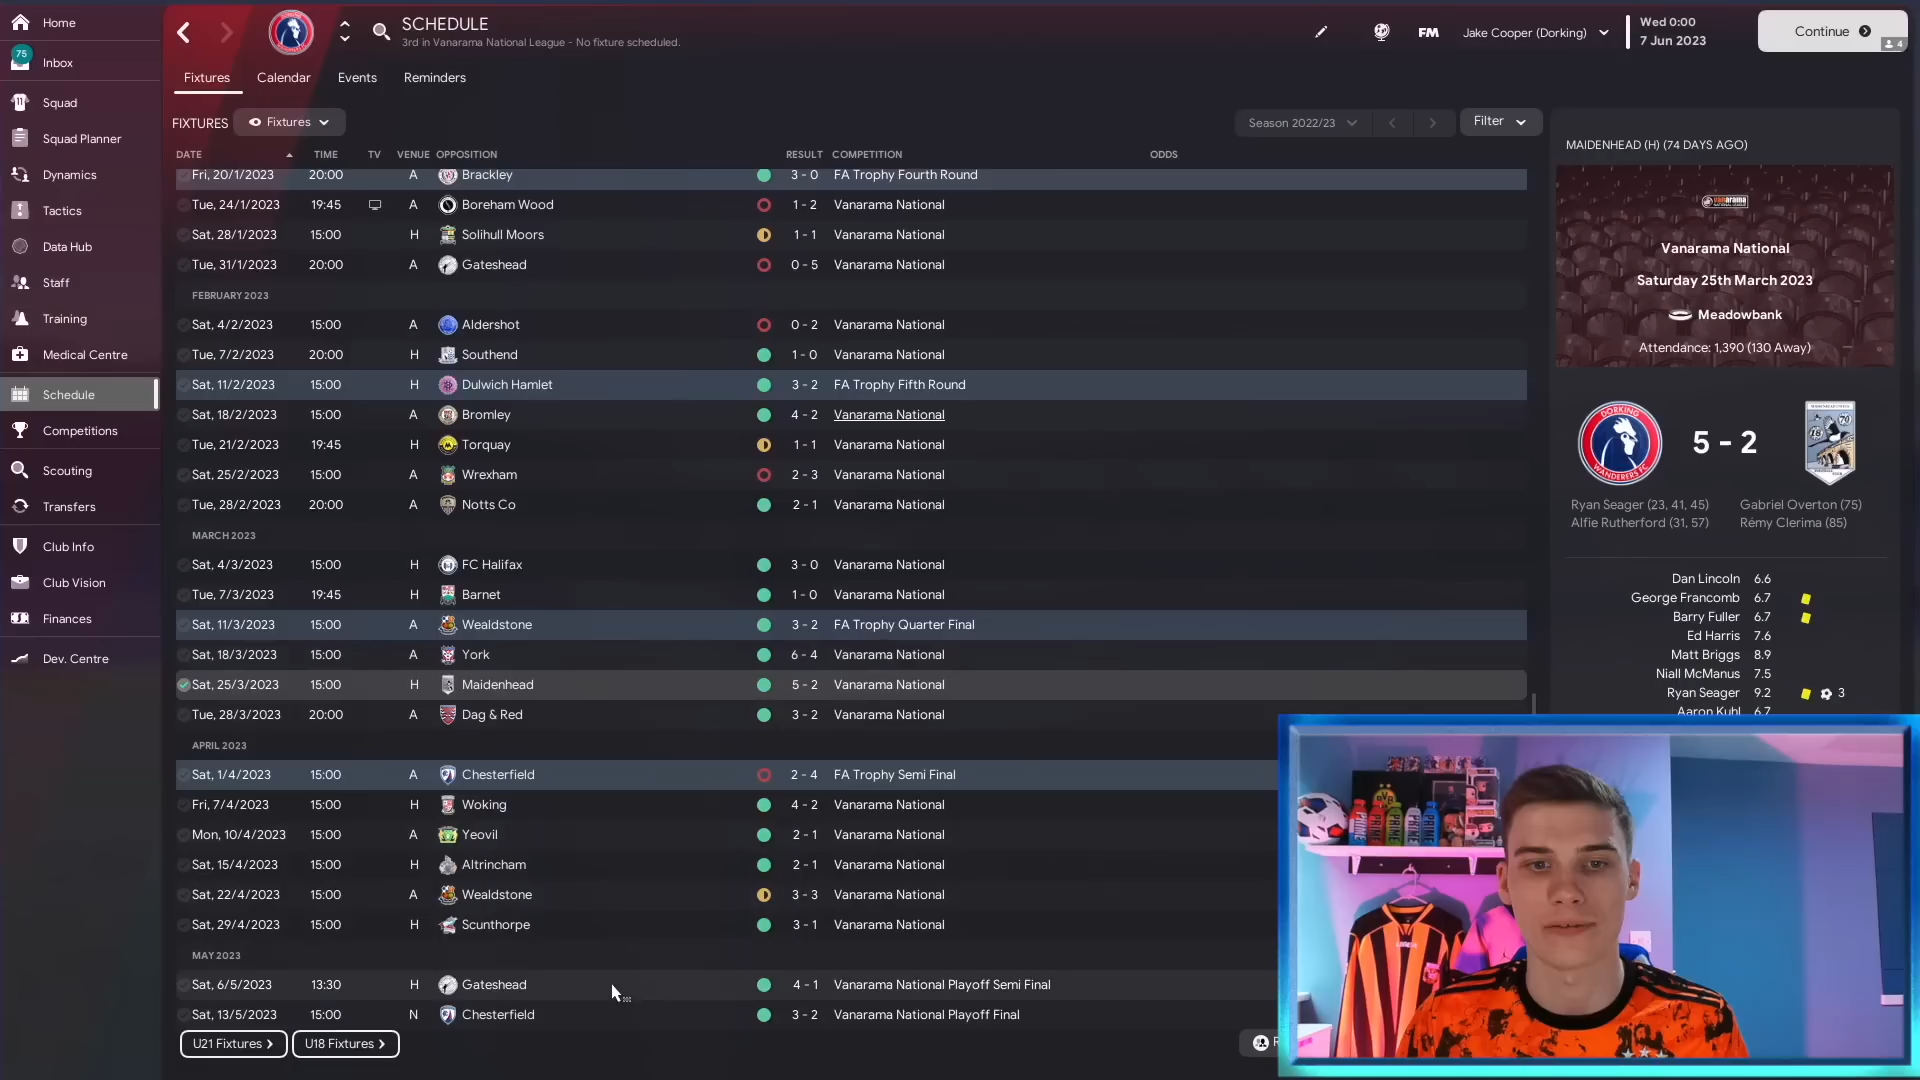 Home
75
Inbox
Squad
Squad Planner
Dynamics
Tactics
Data Hub
Staff
Training
Medical Centre
Schedule
Competitions
Scouting
Transfers
Club Info
Club Vision
Finances
Dev. Centre
SCHEDULE
3rd in Vanarama National League - No fixture scheduled.
FM
Jake Cooper (Dorking)
Wed 0:00
7 Jun 2023
Continue
4
Fixtures Calendar Events Reminders
FIXTURES Fixtures
Season 2022/23
Filter
DATE TIME TV VENUE OPPOSITION RESULT COMPETITION ODDS
Fri, 20/1/2023 20:00 A Brackley 3 - 0 FA Trophy Fourth Round
Tue, 24/1/2023 19:45 A Boreham Wood 1 - 2 Vanarama National
Sat, 28/1/2023 15:00 H Solihull Moors 1 - 1 Vanarama National
Tue, 31/1/2023 20:00 A Gateshead 0 - 5 Vanarama National
FEBRUARY 2023
Sat, 4/2/2023 15:00 A Aldershot 0 - 2 Vanarama National
Tue, 7/2/2023 20:00 H Southend 1 - 0 Vanarama National
Sat, 11/2/2023 15:00 H Dulwich Hamlet 3 - 2 FA Trophy Fifth Round
Sat, 18/2/2023 15:00 A Bromley 4 - 2 Vanarama National
Tue, 21/2/2023 19:45 H Torquay 1 - 1 Vanarama National
Sat, 25/2/2023 15:00 A Wrexham 2 - 3 Vanarama National
Tue, 28/2/2023 20:00 A Notts Co 2 - 1 Vanarama National
MARCH 2023
Sat, 4/3/2023 15:00 H FC Halifax 3 - 0 Vanarama National
Tue, 7/3/2023 19:45 H Barnet 1 - 0 Vanarama National
Sat, 11/3/2023 15:00 A Wealdstone 3 - 2 FA Trophy Quarter Final
Sat, 18/3/2023 15:00 A York 6 - 4 Vanarama National
Sat, 25/3/2023 15:00 H Maidenhead 5 - 2 Vanarama National
Tue, 28/3/2023 20:00 A Dag & Red 3 - 2 Vanarama National
APRIL 2023
Sat, 1/4/2023 15:00 A Chesterfield 2 - 4 FA Trophy Semi Final
Fri, 7/4/2023 15:00 H Woking 4 - 2 Vanarama National
Mon, 10/4/2023 15:00 A Yeovil 2 - 1 Vanarama National
Sat, 15/4/2023 15:00 H Altrincham 2 - 1 Vanarama National
Sat, 22/4/2023 15:00 A Wealdstone 3 - 3 Vanarama National
Sat, 29/4/2023 15:00 H Scunthorpe 3 - 1 Vanarama National
MAY 2023
Sat, 6/5/2023 13:30 H Gateshead 4 - 1 Vanarama National Playoff Semi Final
Sat, 13/5/2023 15:00 N Chesterfield 3 - 2 Vanarama National Playoff Final
U21 Fixtures
U18 Fixtures
MAIDENHEAD (H) (74 DAYS AGO)
Vanarama National
Saturday 25th March 2023
Meadowbank
Attendance: 1,390 (130 Away)
DORKING
WANDERERS FC
5 - 2
Ryan Seager (23, 41, 45) Gabriel Overton (75)
Alfie Rutherford (31, 57) Rémy Clerima (85)
Dan Lincoln 6.6
George Francomb 6.7
Barry Fuller 6.7
Ed Harris 7.6
Matt Briggs 8.9
Niall McManus 7.5
Ryan Seager 9.2 3
Aaron Kuhl 6.7
PRIME PRIME PRIME